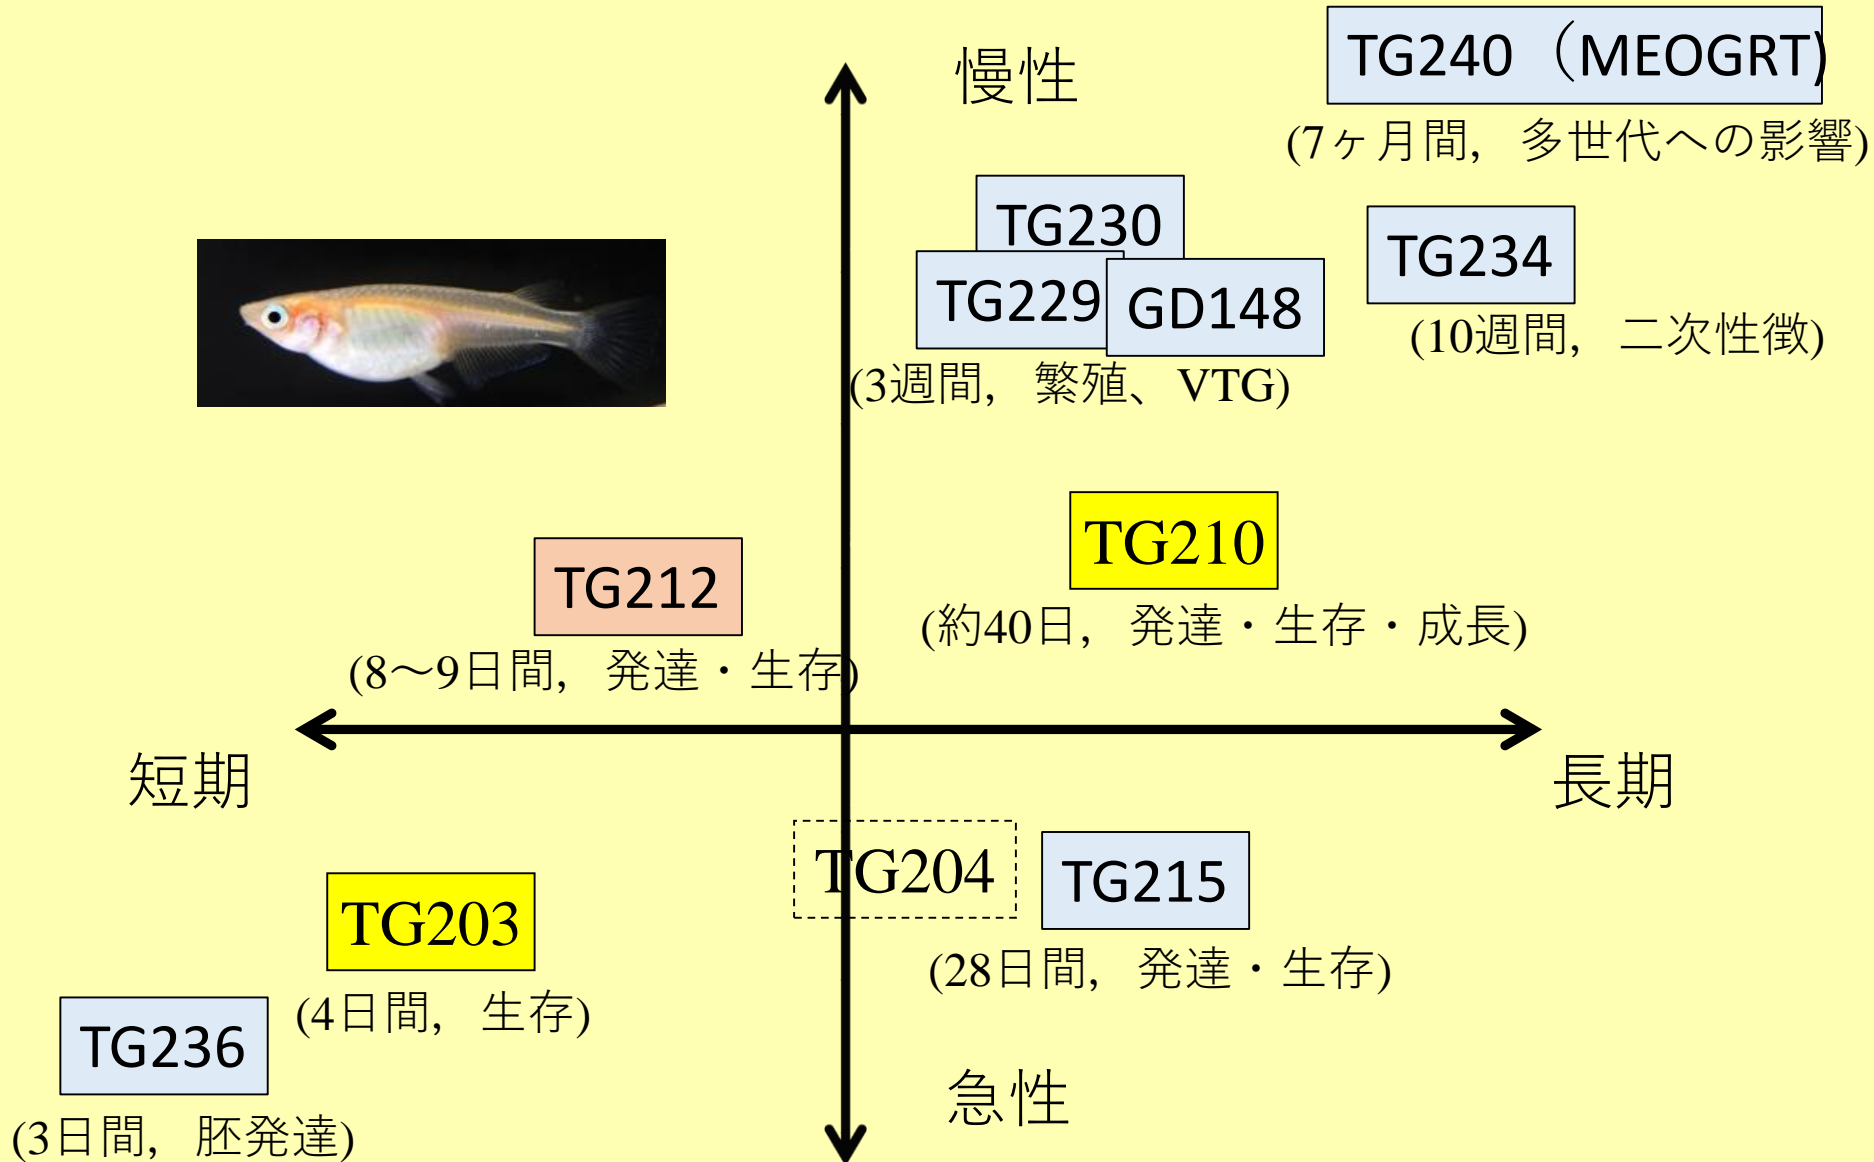 慢性
TG240（MEOGRT)
(7ヶ月間，多世代への影響)
TG230
TG229
GD148
(3週間，繁殖、VTG)
TG234
(10週間，二次性徴)
TG212
(8～9日間，発達・生存)
TG210
(約40日，発達・生存・成長)
短期
長期
TG204
TG215
(28日間，発達・生存)
TG203
(4日間，生存)
TG236
(3日間，胚発達)
急性